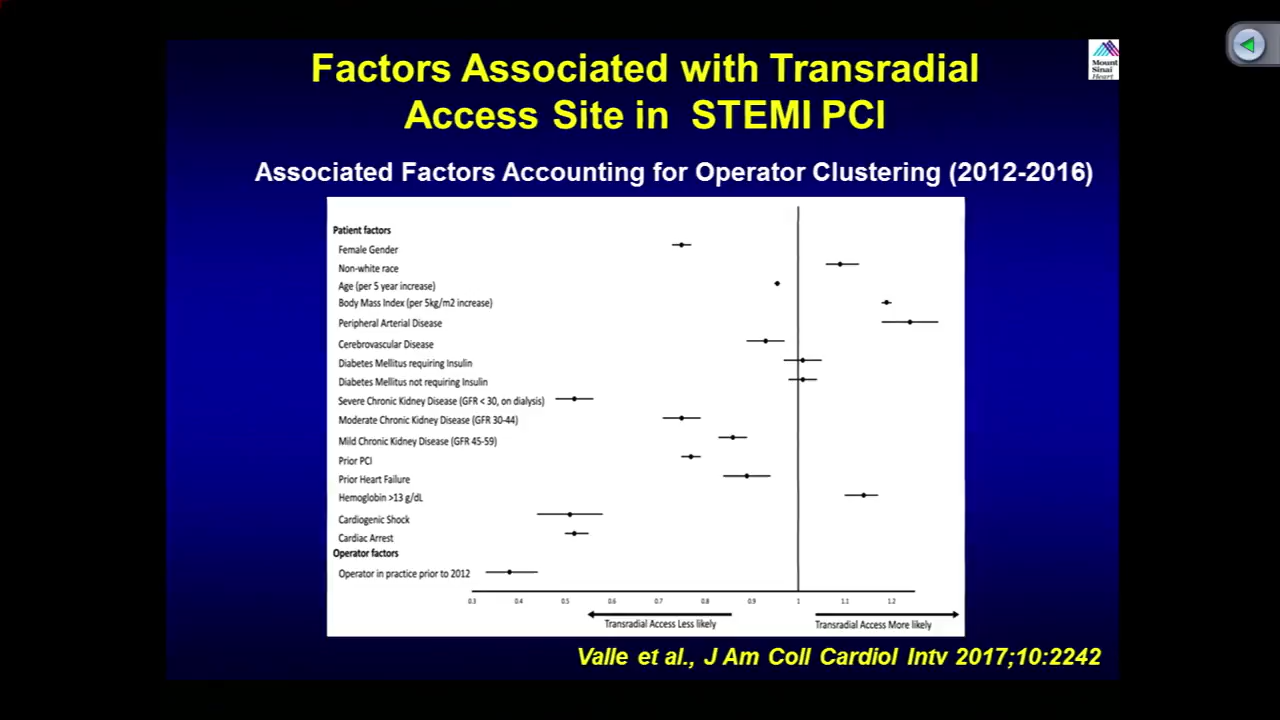 Factors Associated with Transradial
Access Site in STEMI PCI
Mount
Sinai
Heart
Associated Factors Accounting for Operator Clustering (2012-2016)
Patient factors
Female Gender
Non-white race
Age (per 5 year increase)
Body Mass Index (per 5kg/m2 increase)
Peripheral Arterial Disease
Cerebrovascular Disease
Diabetes Mellitus requiring Insulin
Diabetes Mellitus not requiring Insulin
Severe Chronic Kidney Disease (GFR < 30, on dialysis)
Moderate Chronic Kidney Disease (GFR 30-44)
Mild Chronic Kidney Disease (GFR 45-59)
Prior PCI
Prior Heart Failure
Hemoglobin >13 g/dL
Cardiogenic Shock
Cardiac Arrest
Operator factors
Operator in practice prior to 2012
0.3 0.4 0.5 0.6 0.7 0.8 0.9 1 1.1 1.2
Transradial Access Less likely Transradial Access More likely
Valle et al., J Am Coll Cardiol Intv 2017;10:2242